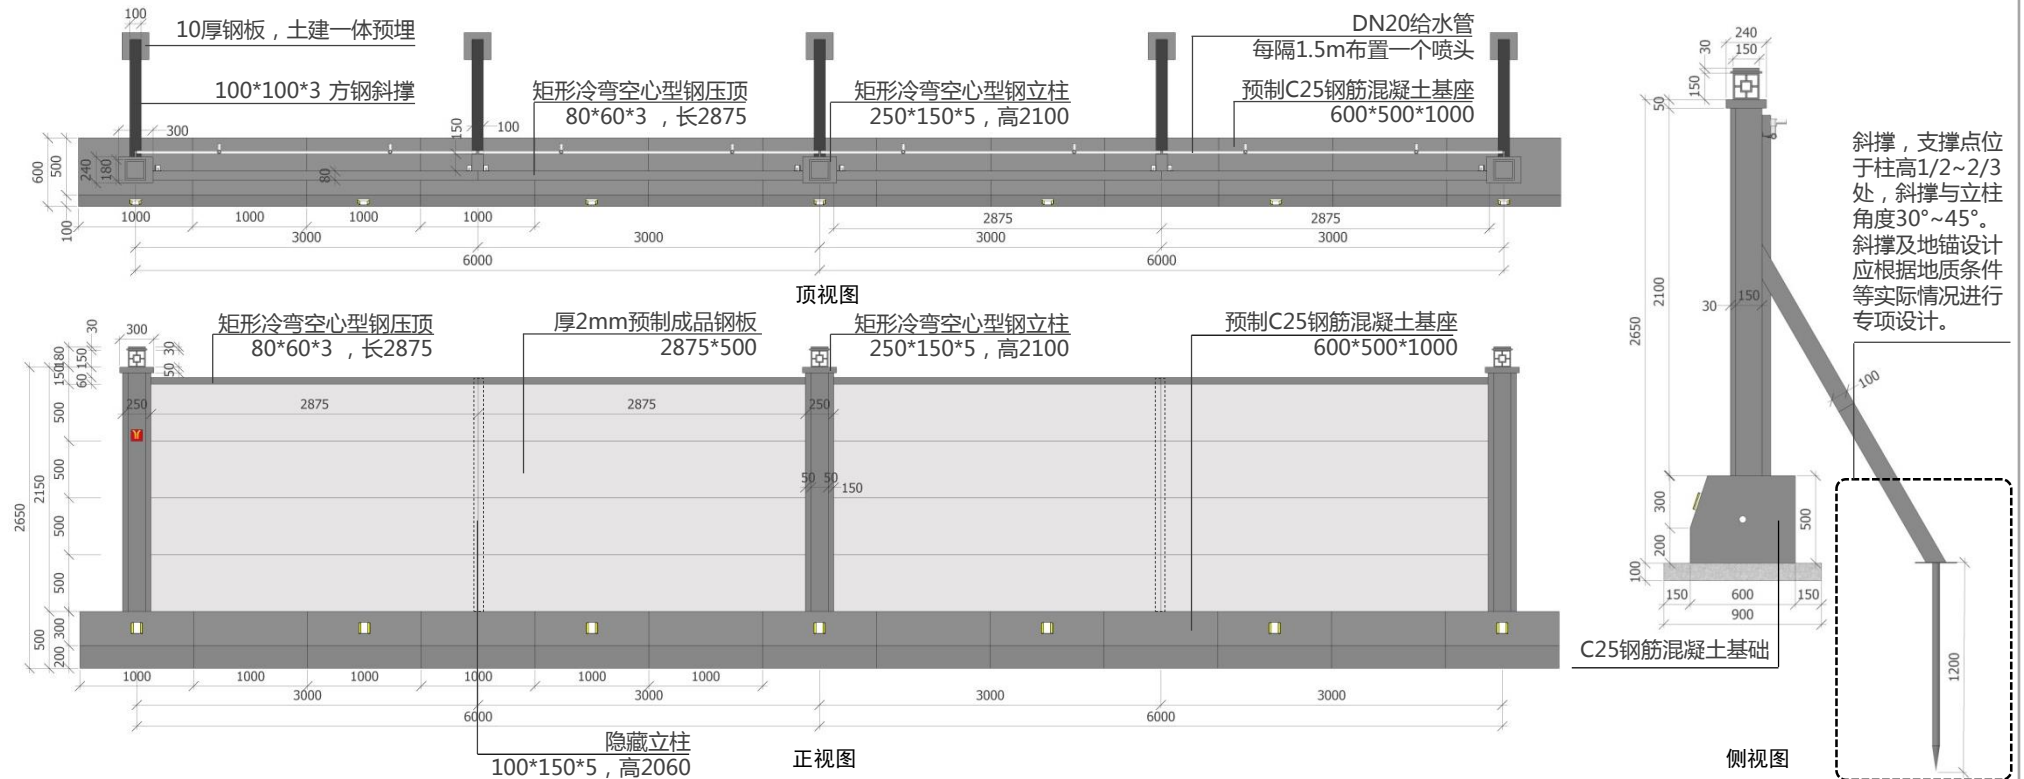 100
10厚钢板，土建一体预埋
100*100*3 方钢斜撑
矩形冷弯空心型钢压顶
80*60*3 ，长2875
矩形冷弯空心型钢立柱
250*150*5，高2100
DN20给水管
每隔1.5m布置一个喷头
预制C25钢筋混凝土基座
600*500*1000
300
150
100
600
500
240
180
80
100
1000
1000
1000
1000
2875
2875
3000
3000
3000
3000
6000
6000
顶视图
矩形冷弯空心型钢压顶
80*60*3 ，长2875
厚2mm预制成品钢板
2875*500
矩形冷弯空心型钢立柱
250*150*5，高2100
预制C25钢筋混凝土基座
600*500*1000
30
300
180
150
30
150
60
50
250
2875
2875
250
500
500
500
500
2150
2650
50
50
150
500
300
200
1000
1000
1000
1000
1000
1000
3000
3000
3000
3000
6000
6000
隐藏立柱
100*150*5，高2060
正视图
240
150
30
150
50
2100
2650
30
150
100
300
200
100
500
150
600
150
900
1200
C25钢筋混凝土基础
斜撑，支撑点位
于柱高1/2~2/3
处，斜撑与立柱
角度30°~45°。
斜撑及地锚设计
应根据地质条件
等实际情况进行
专项设计。
侧视图